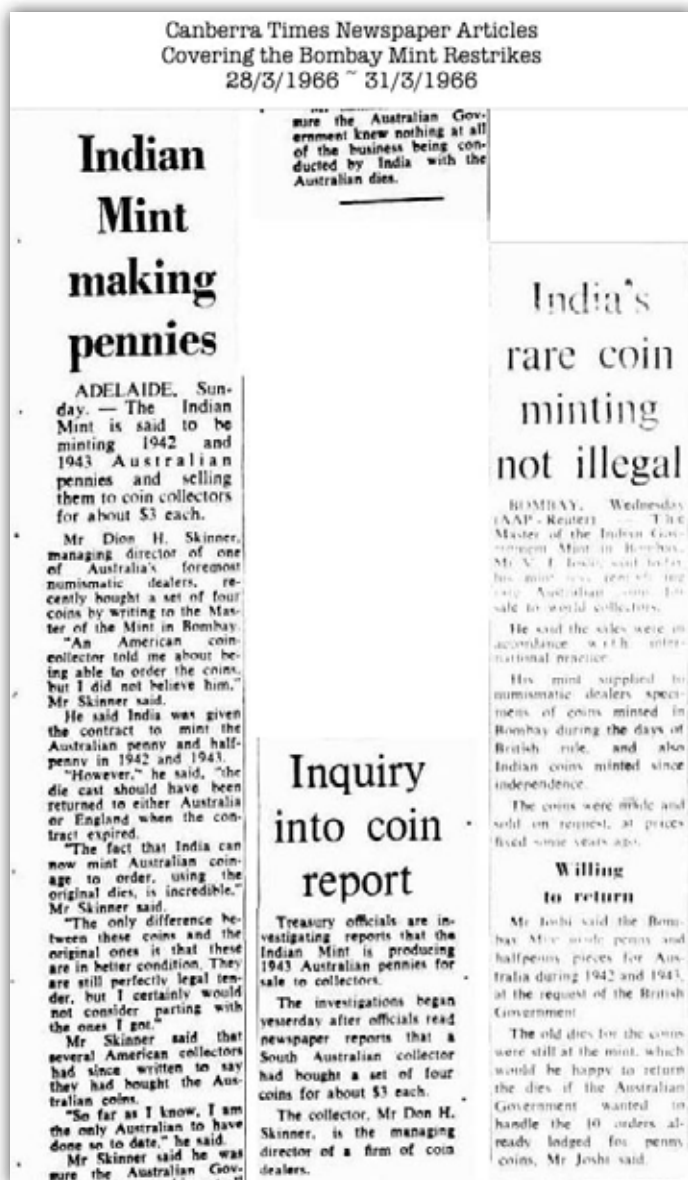 Canberra Times Newspaper Articles
Covering the Bombay Mint Restrikes
28/3/1966 ~ 31/3/1966
Indian
Mint
making
pennies
ADELAIDE, Sun-
day. — The Indian
Mint is said to be
minting 1942 and
1943 Australian
pennies and selling
them to coin collectors
for about $3 each.
Mr Dion H. Skinner,
managing director of one
of Australia's foremost
numismatic dealers, re-
cently bought a set of four
coins by writing to the Mas-
ter of the Mint in Bombay.
"An American coin-
collector told me about be-
ing able to order the coins,
but I did not believe him,"
Mr Skinner said.
He said India was given
the contract to mint the
Australian penny and half-
penny in 1942 and 1943.
"However," he said, "the
die cast should have been
returned to either Australia
or England when the con-
tract expired.
"The fact that India can
now mint Australian coin-
age to order, using the
original dies, is incredible,"
Mr Skinner said.
"The only difference be-
tween these coins and the
original ones is that these
are in better condition. They
are still perfectly legal ten-
der, but I certainly would
not consider parting with
the ones I got."
Mr Skinner said that
several American collectors
had since written to say
they had bought the Aus-
tralian coins.
"So far as I know, I am
the only Australian to have
done so to date," he said.
Mr Skinner said he was
sure the Australian Gov-
sure the Australian Gov-
ernment knew nothing at all
of the business being con-
ducted by India with the
Australian dies.
Inquiry
into coin
report
Treasury officials are in-
vestigating reports that the
Indian Mint is producing
1943 Australian pennies for
sale to collectors.
The investigations began
yesterday after officials read
newspaper reports that a
South Australian collector
had bought a set of four
coins for about $3 each.
The collector, Mr Don H.
Skinner, is the managing
director of a firm of coin
dealers.
India's
rare coin
minting
not illegal
BOMBAY, Wednesday
(AAP-Reuter) — The
Master of the Indian Gov-
ernment Mint in Bombay,
Mr V. J. Joshi, said today
his mint was
Australian for
sale to world collectors.
He said the sales were in
accordance with inter-
national practice.
His mint supplied to
numismatic dealers speci-
mens of coins minted in
Bombay during the days of
British rule, and also
Indian coins minted since
independence.
The coins were made and
sold on request, at prices
fixed some years ago.
Willing
to return
Mr Joshi said the Bom-
bay Mint made penny and
halfpenny pieces for Aus-
tralia during 1942 and 1943,
at the request of the British
Government.
The old dies for the coins
were still at the mint, which
would be happy to return
the dies if the Australian
Government wanted to
handle the 10 orders al-
ready lodged for penny
coins, Mr Joshi said.